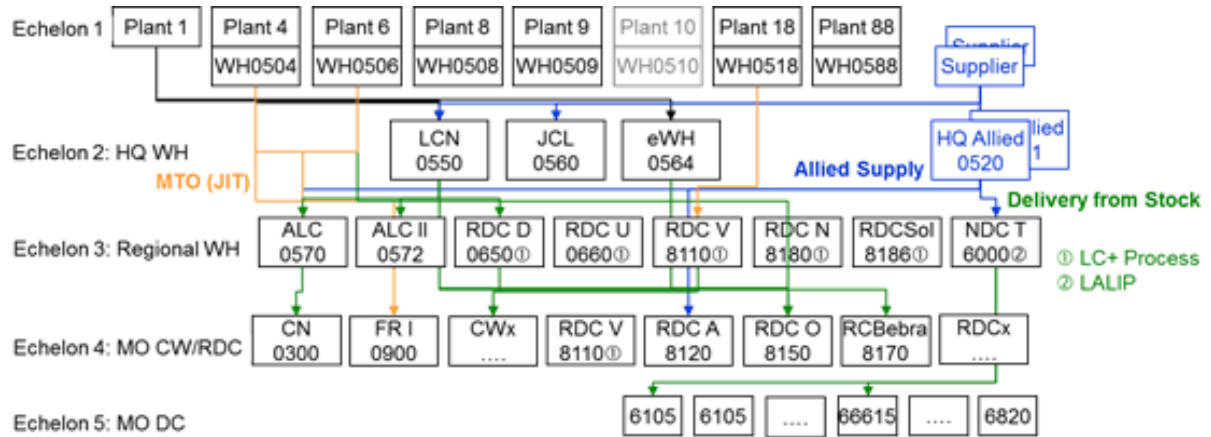 Echelon 1
Plant 1
Plant 4
WH0504
Plant 6
WH0506
Plant 8
WH0508
Plant 9
WH0509
Plant 10
WH0510
Plant 18
WH0518
Plant 88
WH0588
Supplier
Supplier
Echelon 2: HQ WH
LCN
0550
JCL
0560
eWH
0564
HQ Allied
0520
llied
1
MTO (JIT)
Allied Supply
Delivery from Stock
Echelon 3: Regional WH
ALC
0570
ALC II
0572
RDC D
0650①
RDC U
0660①
RDC V
8110①
RDC N
8180①
RDCSol
8186①
NDC T
6000②
① LC+ Process
② LALIP
Echelon 4: MO CW/RDC
CN
0300
FR I
0900
CWx
....
RDC V
8110①
RDC A
8120
RDC O
8150
RCBebra
8170
RDCx
....
Echelon 5: MO DC
6105
6105
....
66615
....
6820